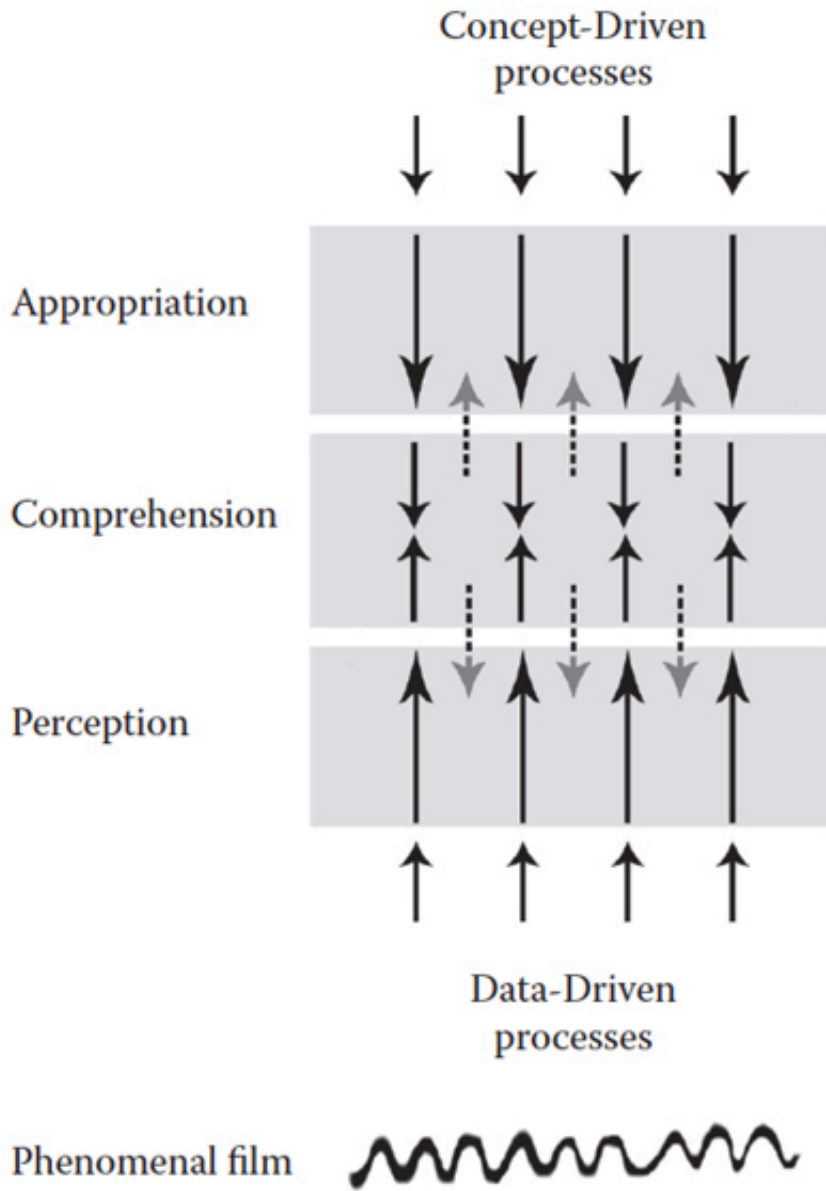 Concept-Driven
processes
Appropriation
Comprehension
Perception
Data-Driven
processes
Phenomenal film